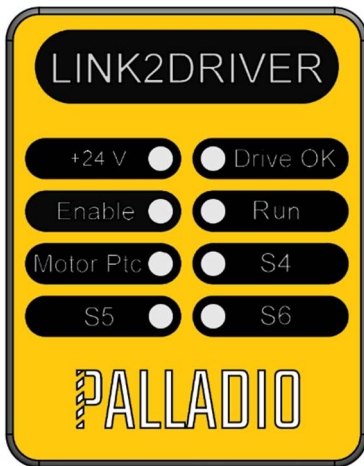 LINK2DRIVER
+24 V Drive OK
Enable Run
Motor Ptc S4
S5 S6
PALLADIO